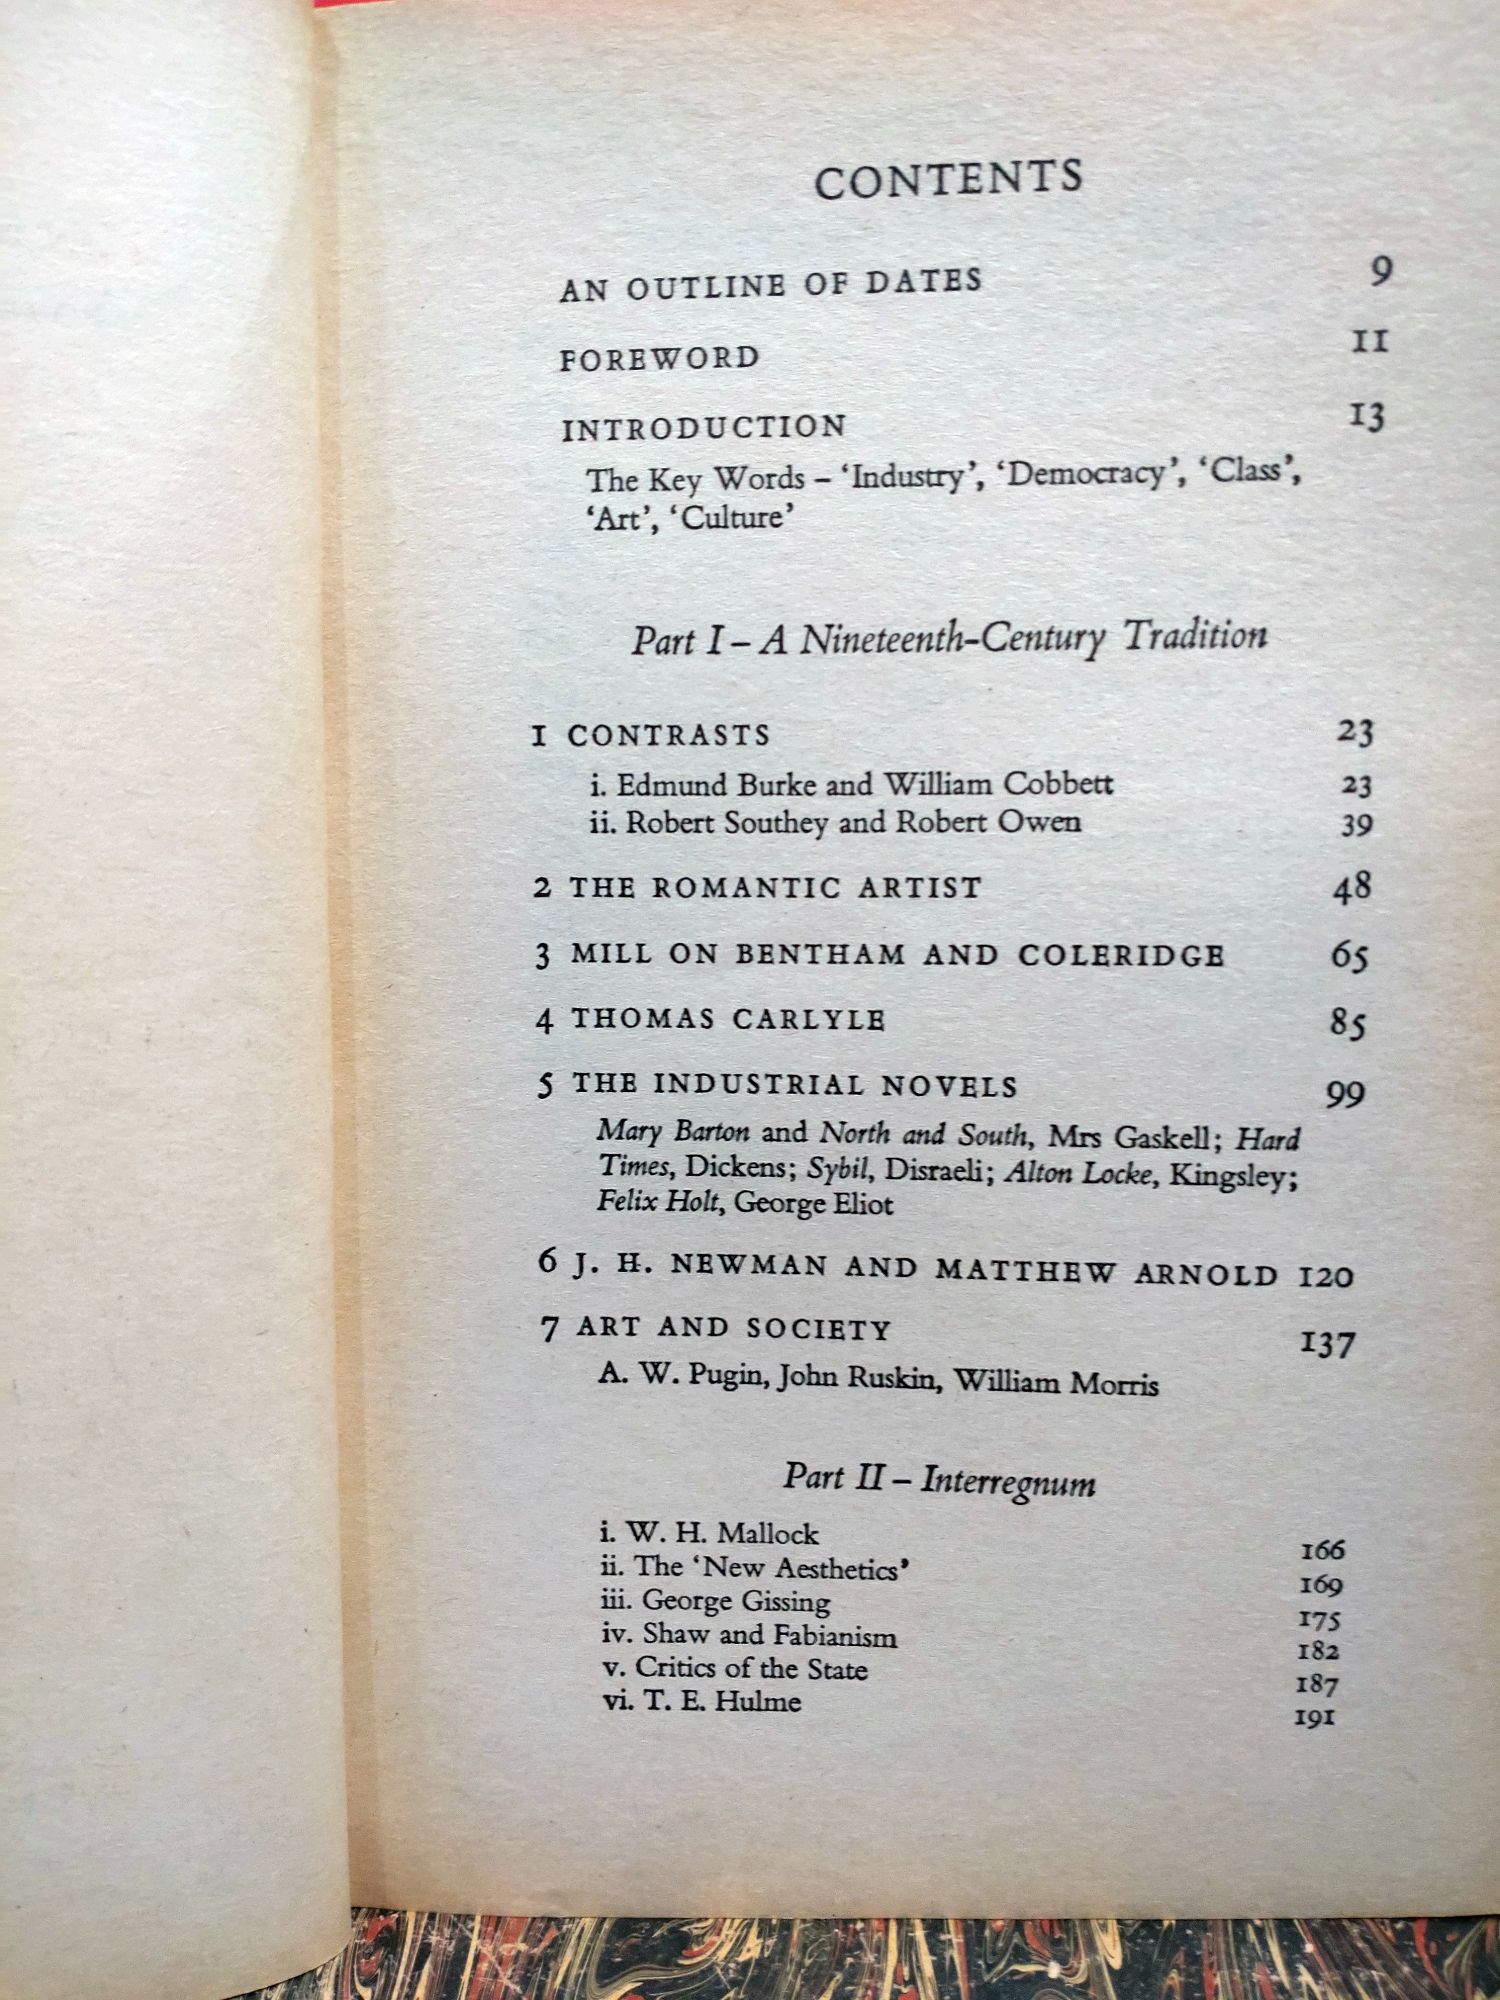 CONTENTS
AN OUTLINE OF DATES 9
FOREWORD 11
INTRODUCTION 13
The Key Words – ‘Industry’, ‘Democracy’, ‘Class’,
‘Art’, ‘Culture’
Part I – A Nineteenth-Century Tradition
1 CONTRASTS 23
i. Edmund Burke and William Cobbett 23
ii. Robert Southey and Robert Owen 39
2 THE ROMANTIC ARTIST 48
3 MILL ON BENTHAM AND COLERIDGE 65
4 THOMAS CARLYLE 85
5 THE INDUSTRIAL NOVELS 99
Mary Barton and North and South, Mrs Gaskell; Hard
Times, Dickens; Sybil, Disraeli; Alton Locke, Kingsley;
Felix Holt, George Eliot
6 J. H. NEWMAN AND MATTHEW ARNOLD 120
7 ART AND SOCIETY 137
A. W. Pugin, John Ruskin, William Morris
Part II – Interregnum
i. W. H. Mallock 166
ii. The ‘New Aesthetics’ 169
iii. George Gissing 175
iv. Shaw and Fabianism 182
v. Critics of the State 187
vi. T. E. Hulme 191